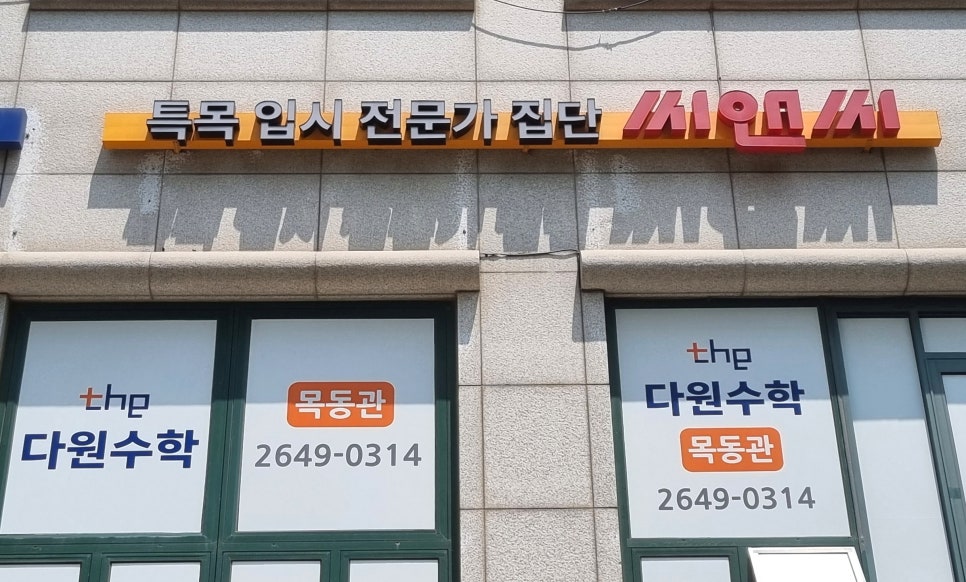 특목 입시 전문가 집단 씨앤씨
the
다원수학
목동관
2649-0314
the
다원수학
목동관
2649-0314